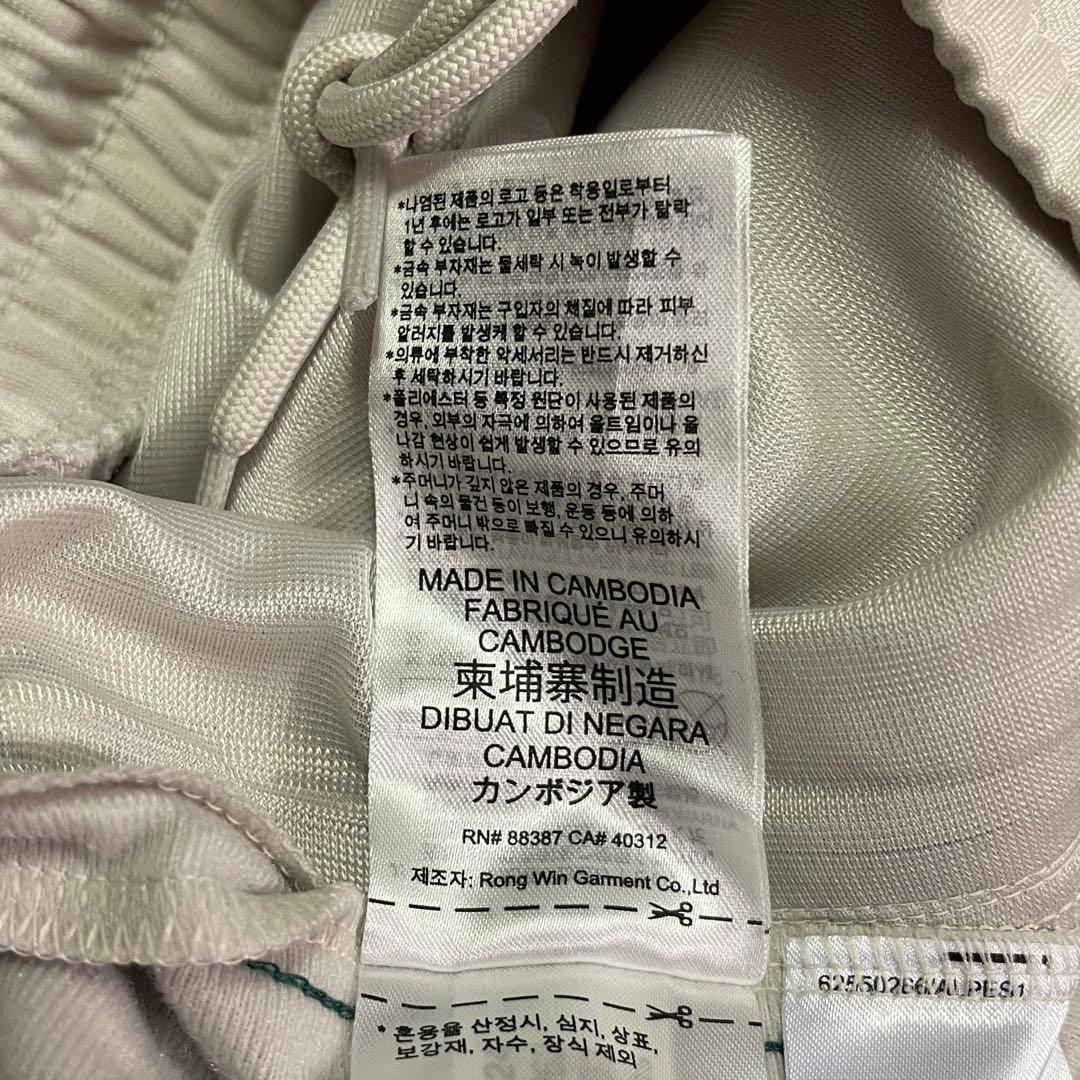 *나염된 제품의 로고 등은 착용일로부터
1년 후에는 로고가 일부 또는 전부가 탈락
할 수 있습니다.
*금속 부자재는 물세탁 시 녹이 발생할 수
있습니다.
*금속 부자재는 구입자의 체질에 따라 피부
알러지를 발생케 할 수 있습니다.
*의류에 부착한 악세서리는 반드시 제거하신
후 세탁하시기 바랍니다.
*폴리에스터 등 특정 원단이 사용된 제품의
경우, 외부의 자극에 의하여 올트임이나 올
나감 현상이 쉽게 발생할 수 있으므로 유의
하시기 바랍니다.
*주머니가 깊지 않은 제품의 경우, 주머
니 속의 물건 등이 보행, 운동 등에 의하
여 주머니 밖으로 빠질 수 있으니 유의하시
기 바랍니다.
MADE IN CAMBODIA
FABRIQUÉ AU
CAMBODGE
柬埔寨制造
DIBUAT DI NEGARA
CAMBODIA
カンボジア製
RN# 88387 CA# 40312
제조자: Rong Win Garment Co.,Ltd
* 혼용율 산정시, 심지, 상표,
보강재, 자수, 장식 제외